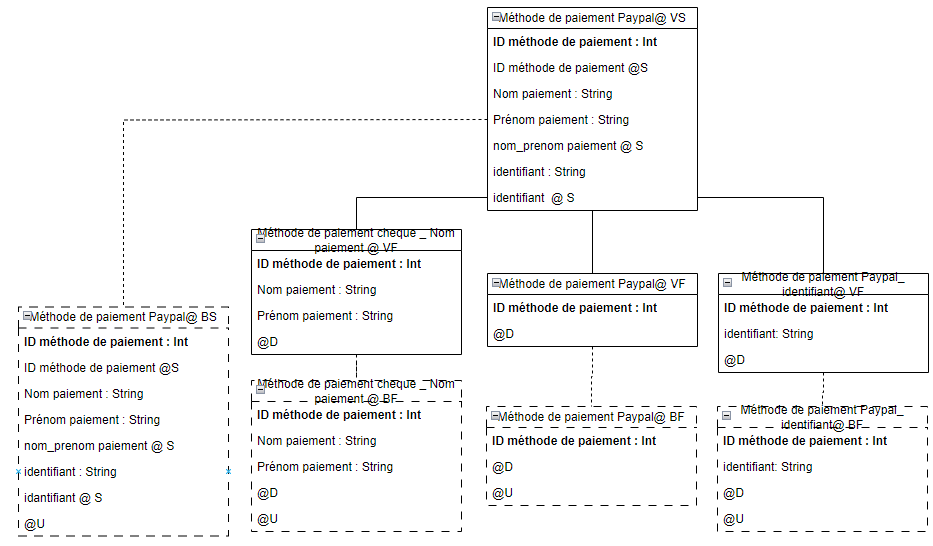 Méthode de paiement Paypal@ VS
ID méthode de paiement : Int
ID méthode de paiement @S
Nom paiement : String
Prénom paiement : String
nom_prenom paiement @ S
identifiant : String
identifiant @ S
Méthode de paiement cheque _ Nom
paiement @ VF
ID méthode de paiement : Int
Nom paiement : String
Prénom paiement : String
@D
Méthode de paiement Paypal@ VF
ID méthode de paiement : Int
@D
Méthode de paiement Paypal_
identifiant@ VF
ID méthode de paiement : Int
identifiant: String
@D
Méthode de paiement Paypal@ BS
ID méthode de paiement : Int
ID méthode de paiement @S
Nom paiement : String
Prénom paiement : String
nom_prenom paiement @ S
identifiant : String
idantifiant @ S
@U
Méthode de paiement cheque _ Nom
paiement @ BF
ID méthode de paiement : Int
Nom paiement : String
Prénom paiement : String
@D
@U
Méthode de paiement Paypal@ BF
ID méthode de paiement : Int
@D
@U
Méthode de paiement Paypal_
identifiant@ BF
ID méthode de paiement : Int
identifiant: String
@D
@U